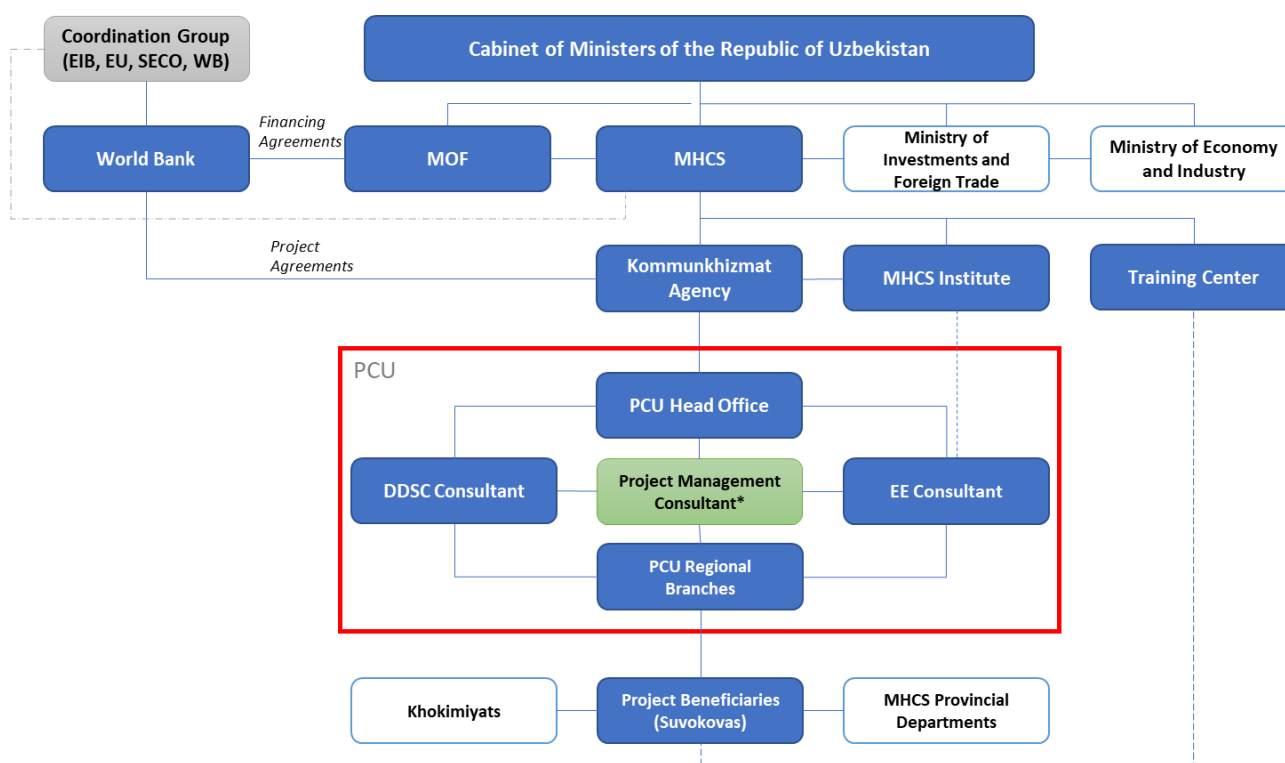 Coordination Group
(EIB, EU, SECO, WB)
Cabinet of Ministers of the Republic of Uzbekistan
Financing
Agreements
World Bank
MOF
MHCS
Ministry of
Investments and
Foreign Trade
Ministry of Economy
and Industry
Project
Agreements
Kommunkhizmat
Agency
MHCS Institute
Training Center
PCU
PCU Head Office
DDSC Consultant
Project Management
Consultant*
EE Consultant
PCU Regional
Branches
Khokimiyats
Project Beneficiaries
(Suvokovas)
MHCS Provincial
Departments